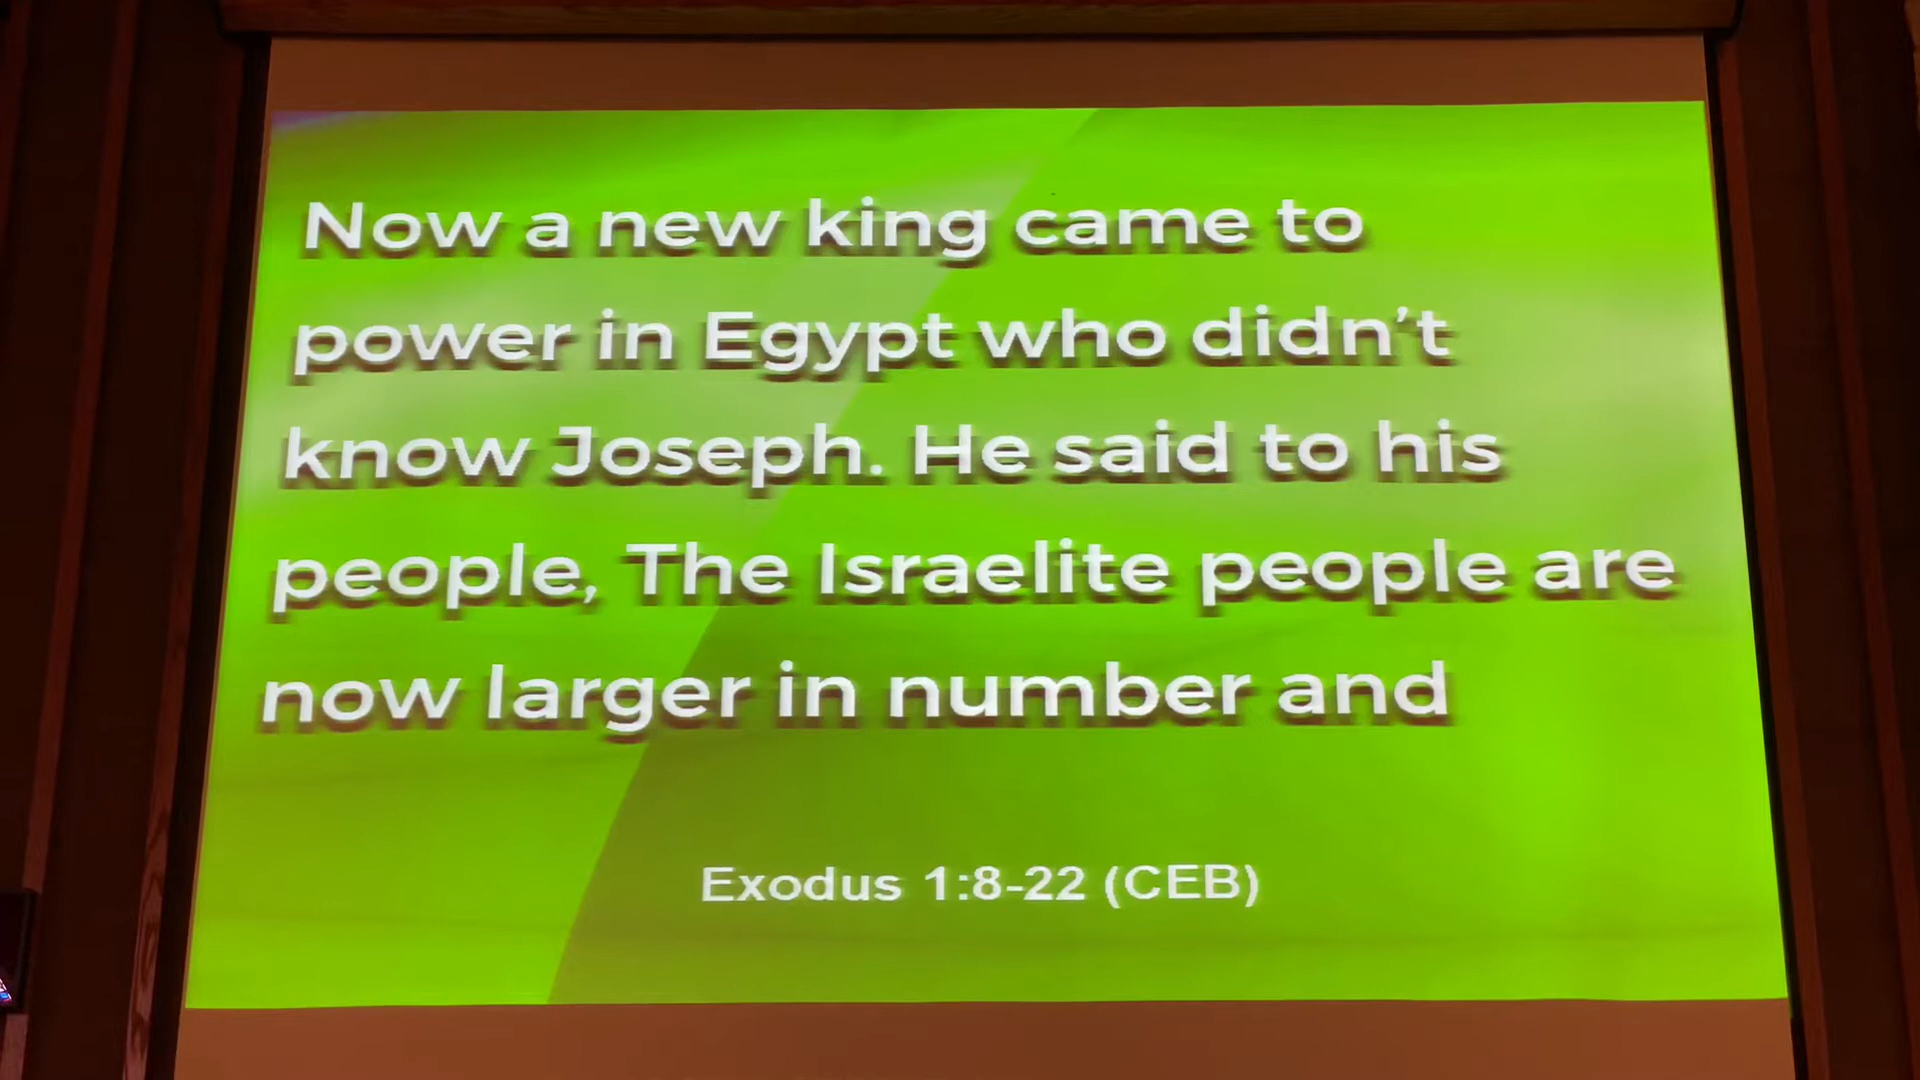 Now a new king came to
power in Egypt who didn’t
know Joseph. He said to his
people, The Israelite people are
now larger in number and
Exodus 1:8-22 (CEB)